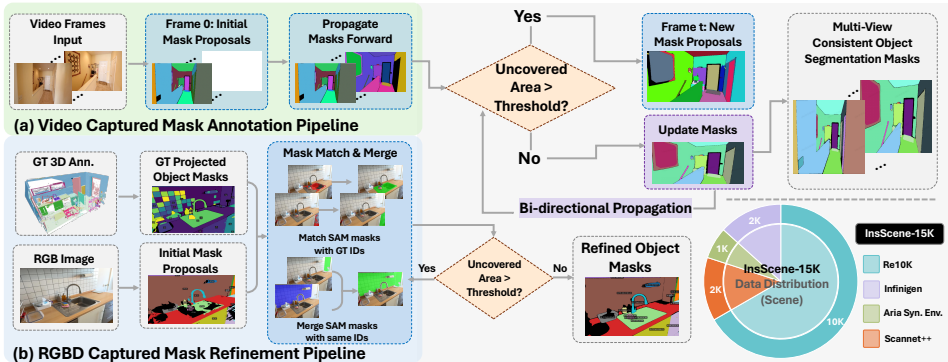 Video Frames
Input
Frame 0: Initial
Mask Proposals
Propagate
Masks Forward
(a) Video Captured Mask Annotation Pipeline
Yes
Uncovered
Area >
Threshold?
No
Frame t: New
Mask Proposals
Update Masks
Multi-View
Consistent Object
Segmentation Masks
Bi-directional Propagation
GT 3D Ann.
GT Projected
Object Masks
RGB Image
Initial Mask
Proposals
Mask Match & Merge
Match SAM masks
with GT IDs
Merge SAM masks
with same IDs
(b) RGBD Captured Mask Refinement Pipeline
Yes
Uncovered
Area >
Threshold?
No
Refined Object
Masks
2K
1K
2K
10K
InsScene-15K
Data Distribution
(Scene)
InsScene-15K
Re10K
Infinigen
Aria Syn. Env.
Scannet++